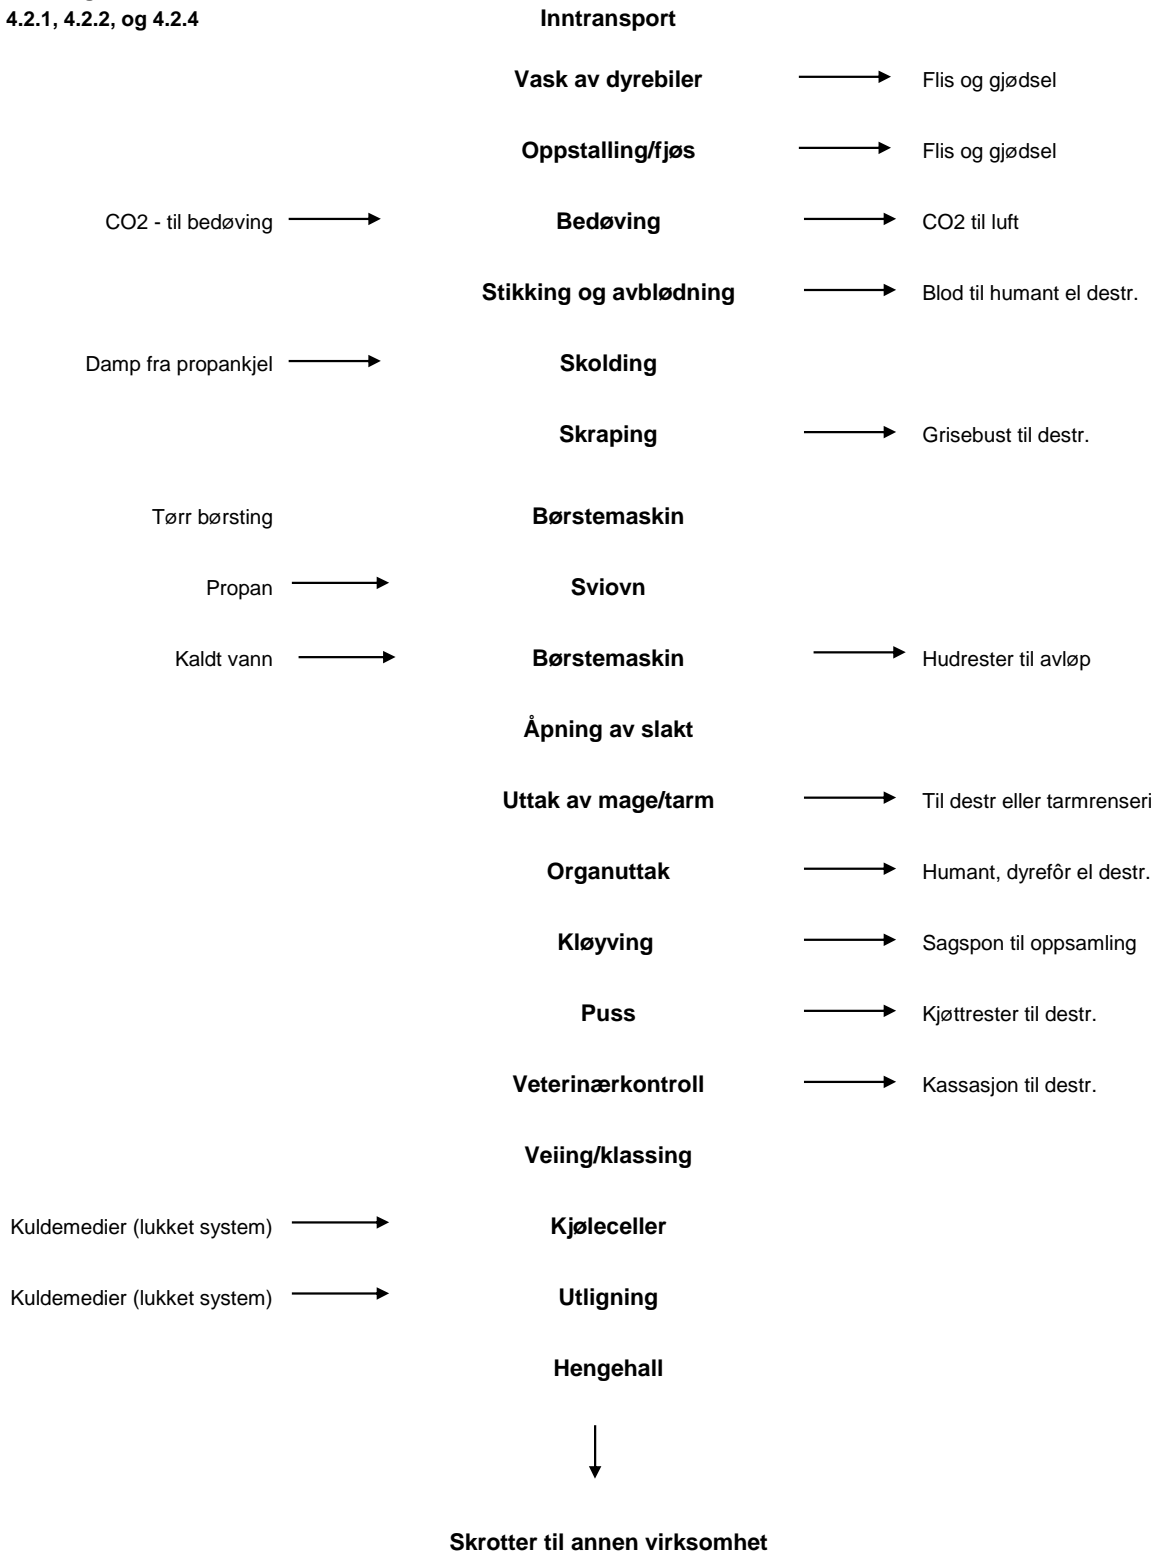 4.2.1, 4.2.2, og 4.2.4 Inntransport
Vask av dyrebiler Flis og gjødsel
Oppstalling/fjøs Flis og gjødsel
CO2 - til bedøving Bedøving CO2 til luft
Stikking og avblødning Blod til humant el destr.
Damp fra propankjel Skolding
Skraping Grisebust til destr.
Tørr børsting Børstemaskin
Propan Sviovn
Kaldt vann Børstemaskin Hudrester til avløp
Åpning av slakt
Uttak av mage/tarm Til destr eller tarmrenseri
Organuttak Humant, dyrefôr el destr.
Kløyving Sagspon til oppsamling
Puss Kjøttrester til destr.
Veterinærkontroll Kassasjon til destr.
Veiing/klassing
Kuldemedier (lukket system) Kjøleceller
Kuldemedier (lukket system) Utligning
Hengehall
Skrotter til annen virksomhet